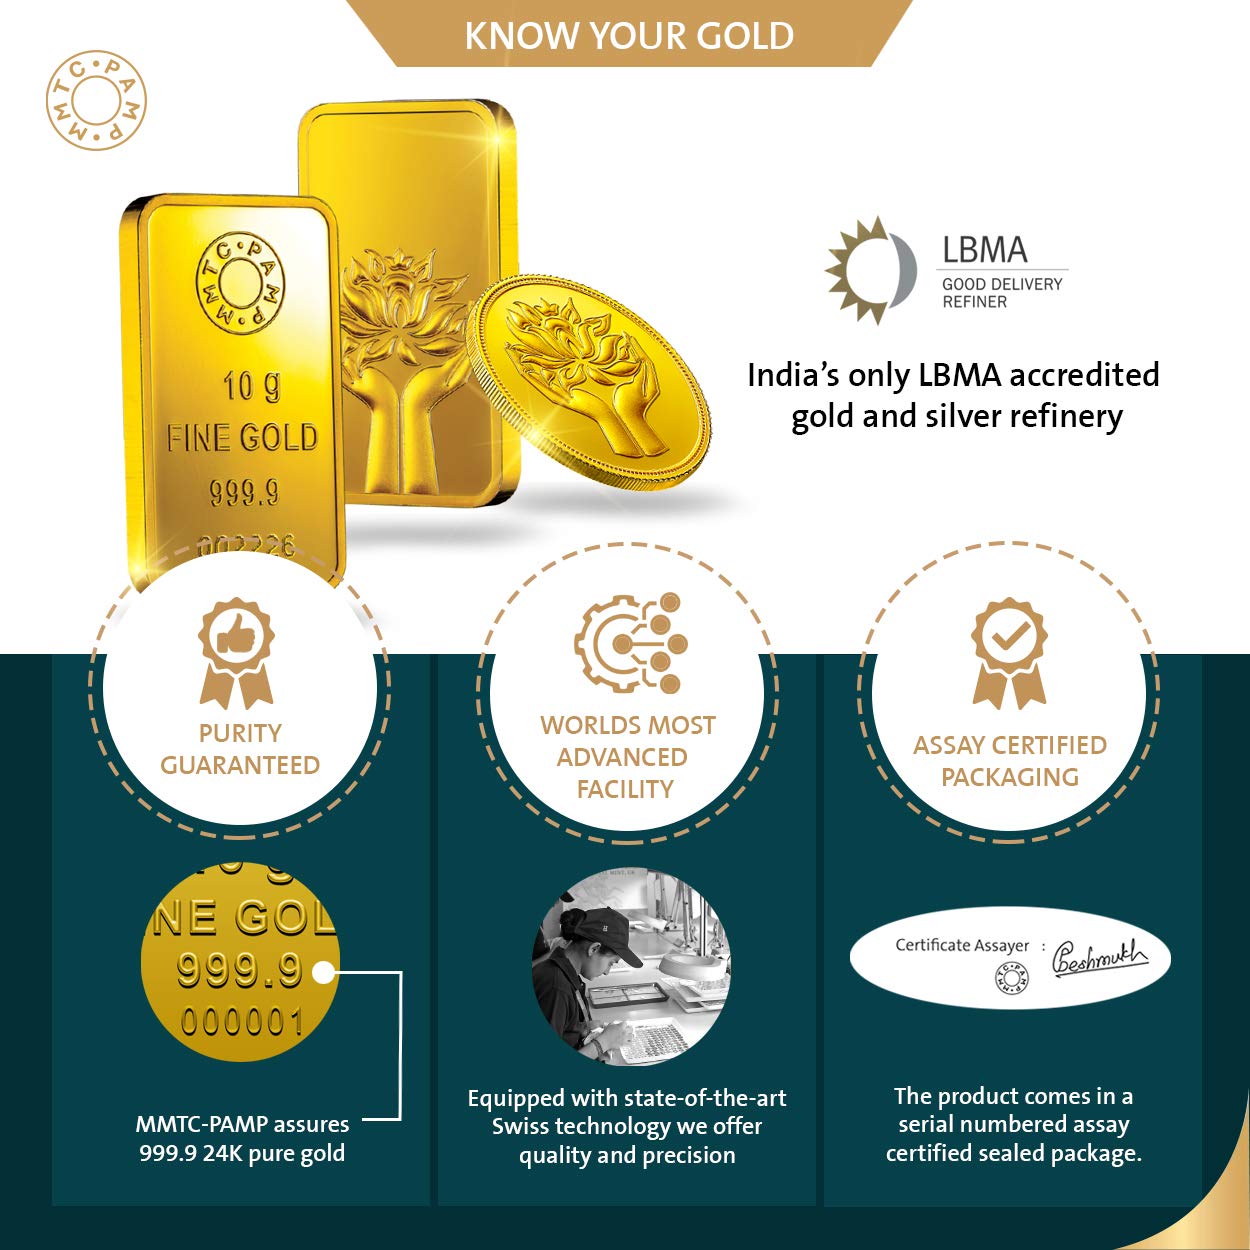 KNOW YOUR GOLD
MMTC·PAMP·
MMTC·PAMP·
10 g
FINE GOLD
999.9
002226
LBMA
GOOD DELIVERY
REFINER
India's only LBMA accredited
gold and silver refinery
PURITY
GUARANTEED
WORLDS MOST
ADVANCED
FACILITY
ASSAY CERTIFIED
PACKAGING
NE GOL
999.9
000001
MMTC-PAMP assures
999.9 24K pure gold
Equipped with state-of-the-art
Swiss technology we offer
quality and precision
Certificate Assayer :
MMTC·PAMP·
The product comes in a
serial numbered assay
certified sealed package.